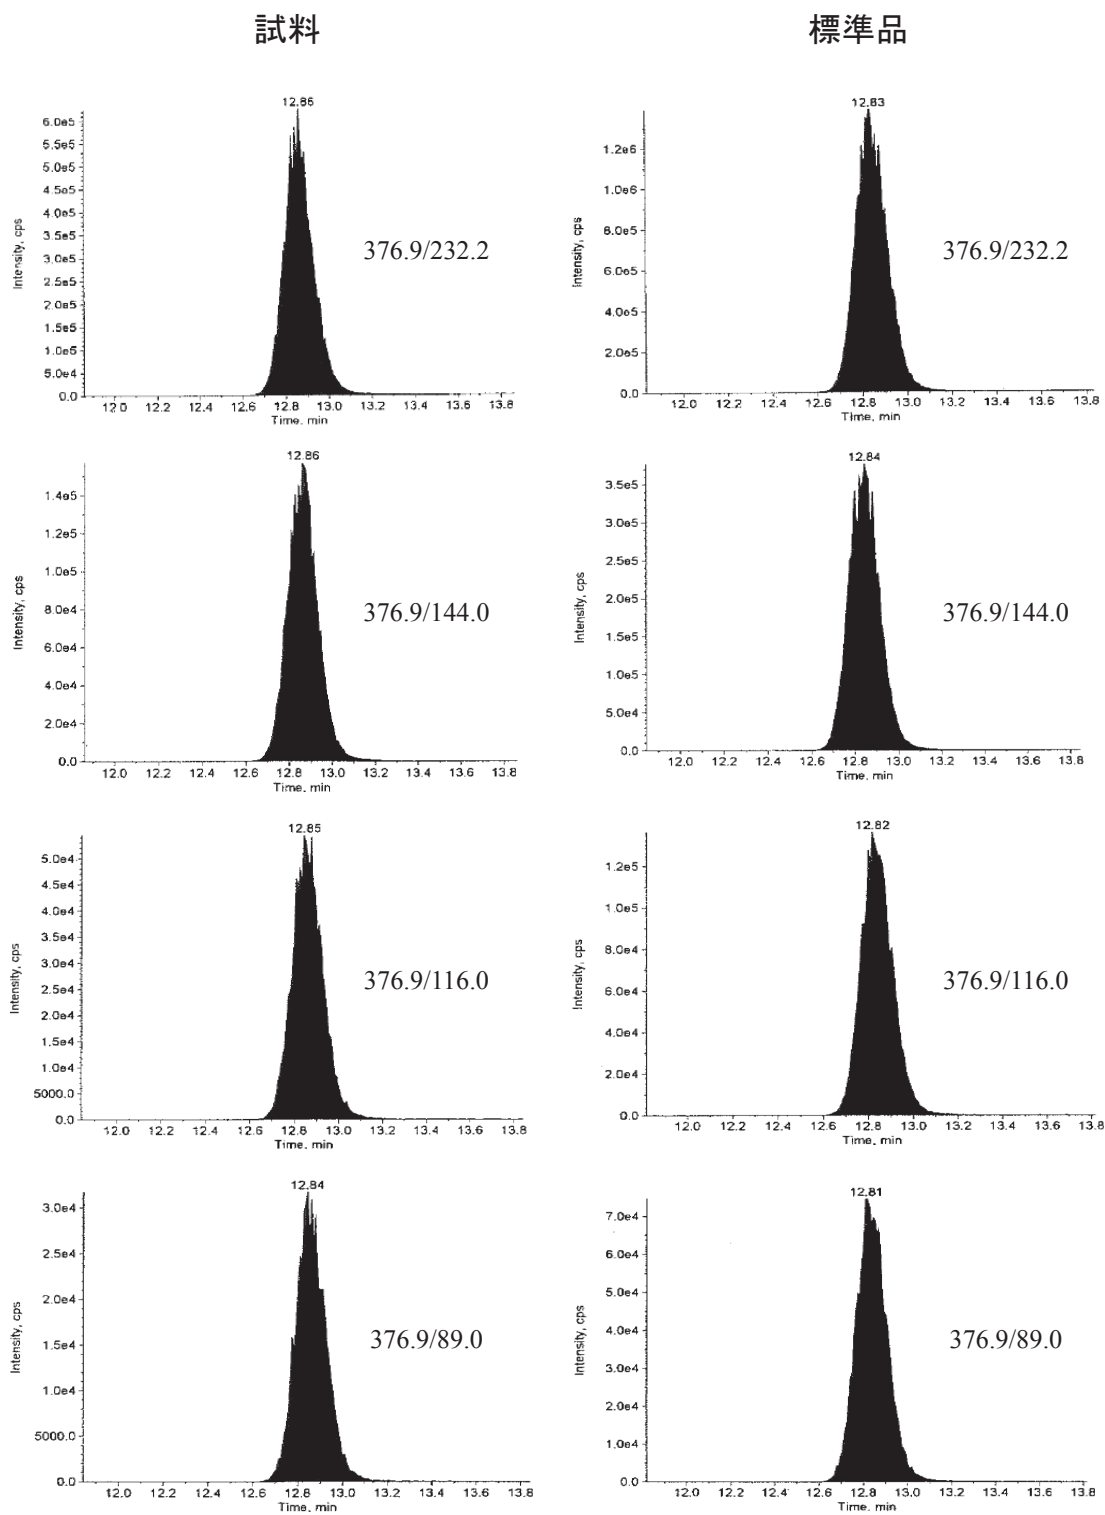 試料
標準品
12.86
6.0e5
5.5e5
5.0e5
4.5e5
4.0e5
3.5e5
3.0e5
2.5e5
2.0e5
1.5e5
1.0e5
5.0e4
0.0
Intensity, cps
376.9/232.2
12.0 12.2 12.4 12.6 12.8 13.0 13.2 13.4 13.6 13.8
Time, min
12.83
1.2e6
1.0e6
8.0e5
6.0e5
4.0e5
2.0e5
0.0
Intensity, cps
376.9/232.2
12.0 12.2 12.4 12.6 12.8 13.0 13.2 13.4 13.6 13.8
Time, min
12.86
1.4e5
1.2e5
1.0e5
8.0e4
6.0e4
4.0e4
2.0e4
0.0
Intensity, cps
376.9/144.0
12.0 12.2 12.4 12.6 12.8 13.0 13.2 13.4 13.6 13.8
Time, min
12.84
3.5e5
3.0e5
2.5e5
2.0e5
1.5e5
1.0e5
5.0e4
0.0
Intensity, cps
376.9/144.0
12.0 12.2 12.4 12.6 12.8 13.0 13.2 13.4 13.6 13.8
Time, min
12.85
5.0e4
4.5e4
4.0e4
3.5e4
3.0e4
2.5e4
2.0e4
1.5e4
1.0e4
5000.0
0.0
Intensity, cps
376.9/116.0
12.0 12.2 12.4 12.6 12.8 13.0 13.2 13.4 13.6 13.8
Time, min
12.82
1.2e5
1.0e5
8.0e4
6.0e4
4.0e4
2.0e4
0.0
Intensity, cps
376.9/116.0
12.0 12.2 12.4 12.6 12.8 13.0 13.2 13.4 13.6 13.8
Time, min
12.84
3.0e4
2.5e4
2.0e4
1.5e4
1.0e4
5000.0
0.0
Intensity, cps
376.9/89.0
12.0 12.2 12.4 12.6 12.8 13.0 13.2 13.4 13.6 13.8
Time, min
12.81
7.0e4
6.0e4
5.0e4
4.0e4
3.0e4
2.0e4
1.0e4
0.0
Intensity, cps
376.9/89.0
12.0 12.2 12.4 12.6 12.8 13.0 13.2 13.4 13.6 13.8
Time, min